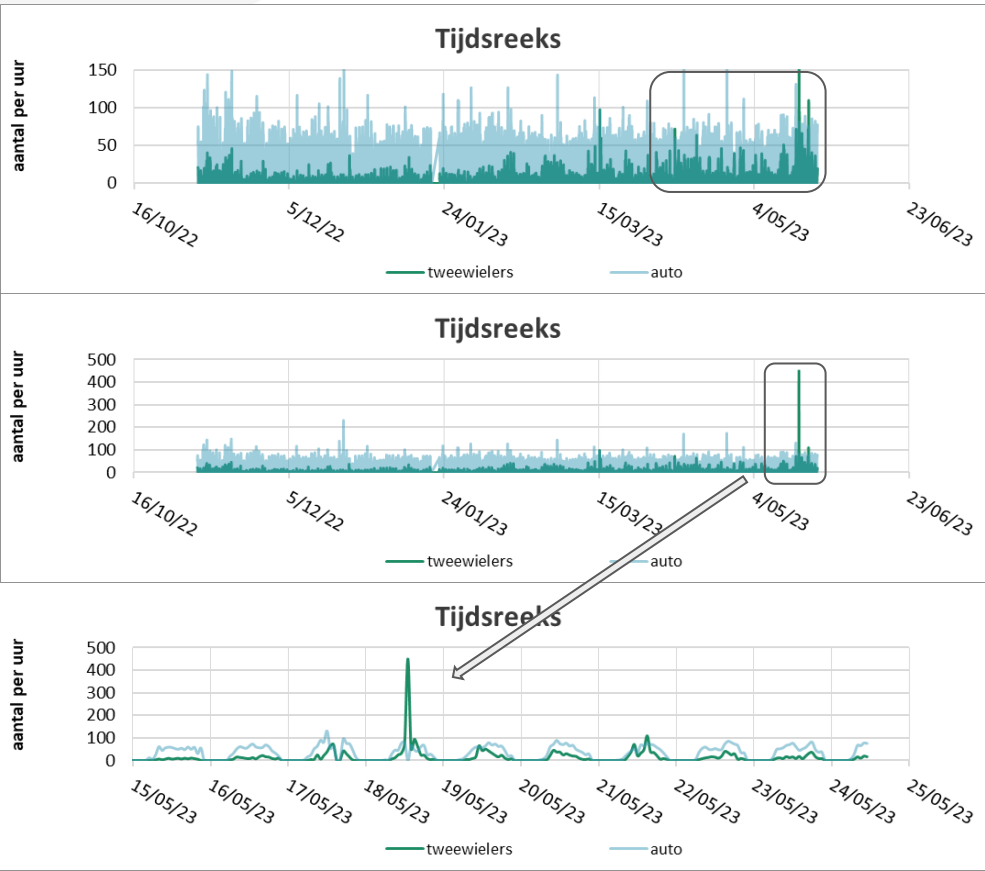 Tijdsreeks
aantal per uur
150
100
50
0
16/10/22 5/12/22 24/01/23 15/03/23 4/05/23 23/06/23
tweewielers auto
Tijdsreeks
aantal per uur
500
400
300
200
100
0
16/10/22 5/12/22 24/01/23 15/03/23 4/05/23 23/06/23
tweewielers auto
Tijdsreeks
aantal per uur
500
400
300
200
100
0
15/05/23 16/05/23 17/05/23 18/05/23 19/05/23 20/05/23 21/05/23 22/05/23 23/05/23 24/05/23 25/05/23
tweewielers auto